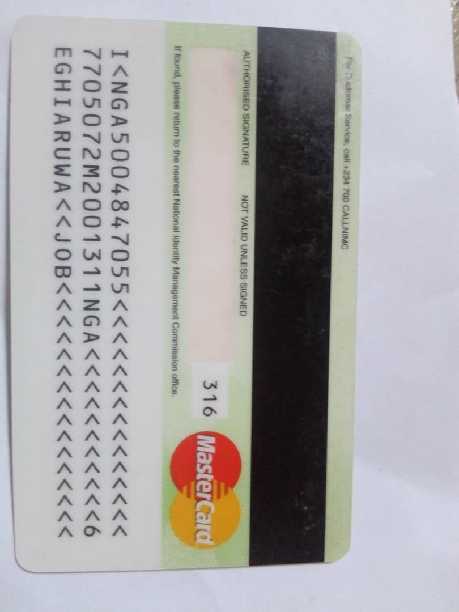 For Customer Service, call +234 700 CALLNIMC
AUTHORISED SIGNATURE NOT VALID UNLESS SIGNED
316
MasterCard
If found, please return to the nearest National Identity Management Commission office.
I<NGA5004847055<<<<<<<<<<<<<<<
7705072M2001311NGA<<<<<<<<<<<6
EGHIARUWA<<JOB<<<<<<<<<<<<<<<<